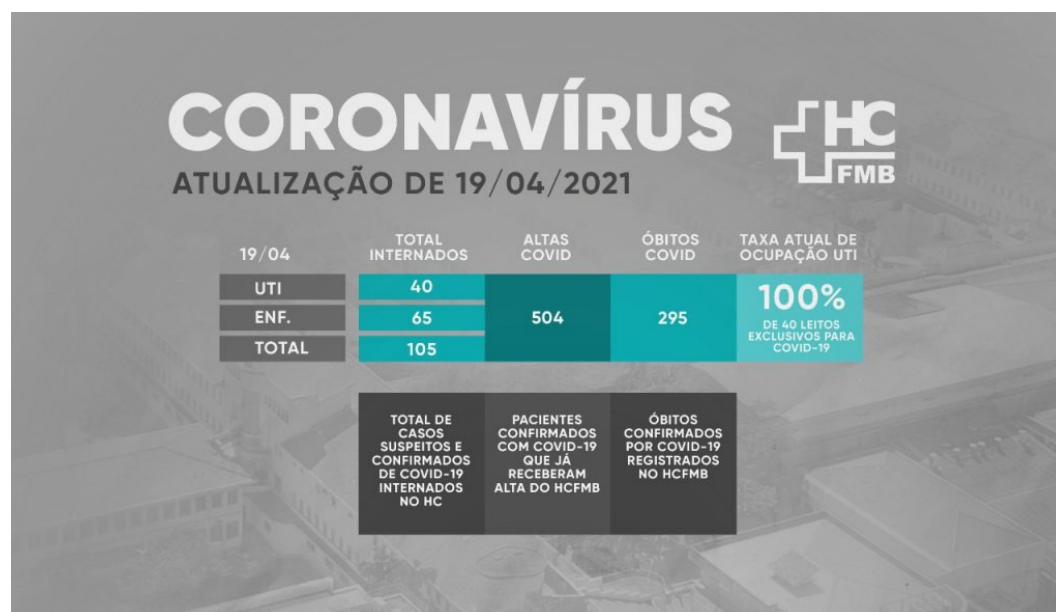 CORONAVÍRUS
HC
FMB
ATUALIZAÇÃO DE 19/04/2021
19/04
TOTAL
INTERNADOS
ALTAS
COVID
ÓBITOS
COVID
TAXA ATUAL DE
OCUPAÇÃO UTI
UTI
40
ENF.
65
TOTAL
105
504
295
100%
DE 40 LEITOS
EXCLUSIVOS PARA
COVID-19
TOTAL DE
CASOS
SUSPEITOS E
CONFIRMADOS
DE COVID-19
INTERNADOS
NO HC
PACIENTES
CONFIRMADOS
COM COVID-19
QUE JÁ
RECEBERAM
ALTA DO HCFMB
ÓBITOS
CONFIRMADOS
POR COVID-19
REGISTRADOS
NO HCFMB